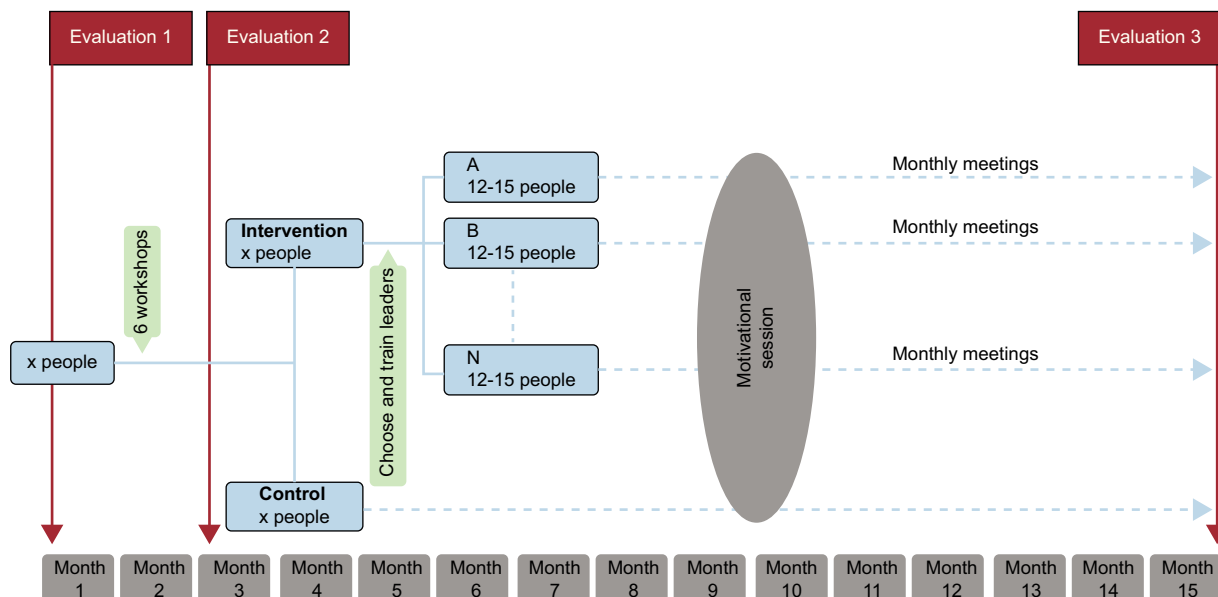 Evaluation 1
Evaluation 2
Evaluation 3
A
12-15 people
Monthly meetings
Intervention
x people
B
12-15 people
Monthly meetings
6 workshops
Choose and train leaders
Motivational
session
x people
N
12-15 people
Monthly meetings
Control
x people
Month
1
Month
2
Month
3
Month
4
Month
5
Month
6
Month
7
Month
8
Month
9
Month
10
Month
11
Month
12
Month
13
Month
14
Month
15